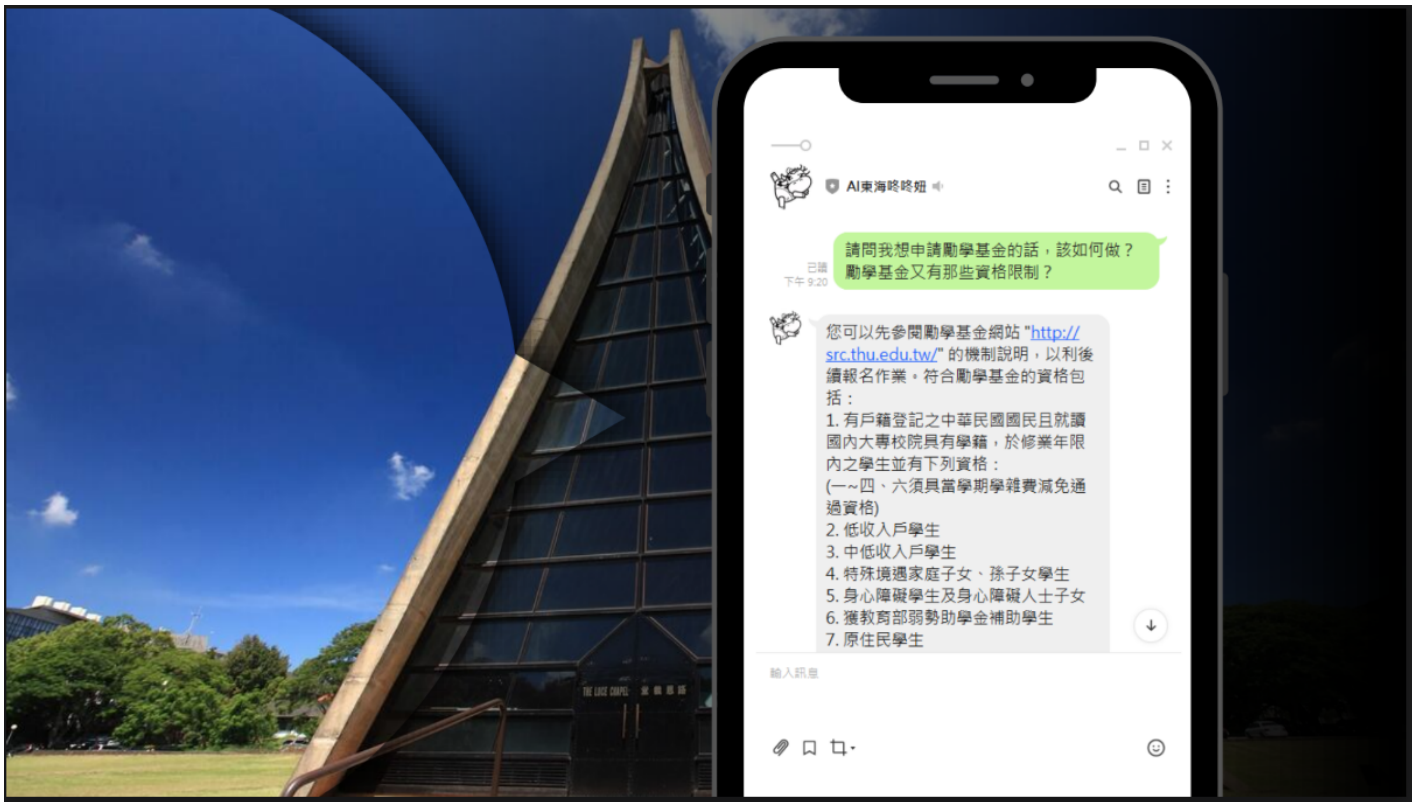 AI東海咚咚妞
請問我想申請勵學基金的話，該如何做？
勵學基金又有那些資格限制？
已讀
下午 9:20
您可以先參閱勵學基金網站 "http://
src.thu.edu.tw/" 的機制說明，以利後
續報名作業。符合勵學基金的資格包
括：
1. 有戶籍登記之中華民國國民且就讀
國內大專校院具有學籍，於修業年限
內之學生並有下列資格：
(一~四、六須具當學期學雜費減免通
過資格)
2. 低收入戶學生
3. 中低收入戶學生
4. 特殊境遇家庭子女、孫子女學生
5. 身心障礙學生及身心障礙人士子女
6. 獲教育部弱勢助學金補助學生
7. 原住民學生
輸入訊息
THE LUCE CHAPEL